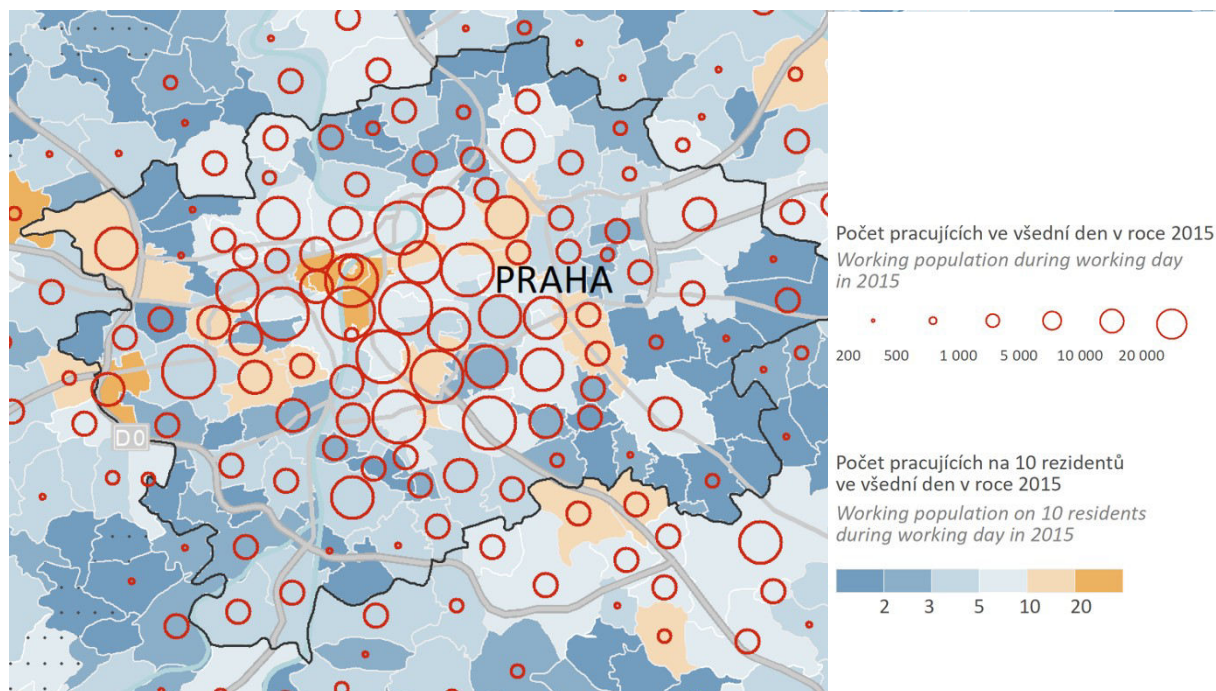 PRAHA
D0
Počet pracujících ve všední den v roce 2015
Working population during working day
in 2015
200 500 1 000 5 000 10 000 20 000
Počet pracujících na 10 rezidentů
ve všední den v roce 2015
Working population on 10 residents
during working day in 2015
2 3 5 10 20